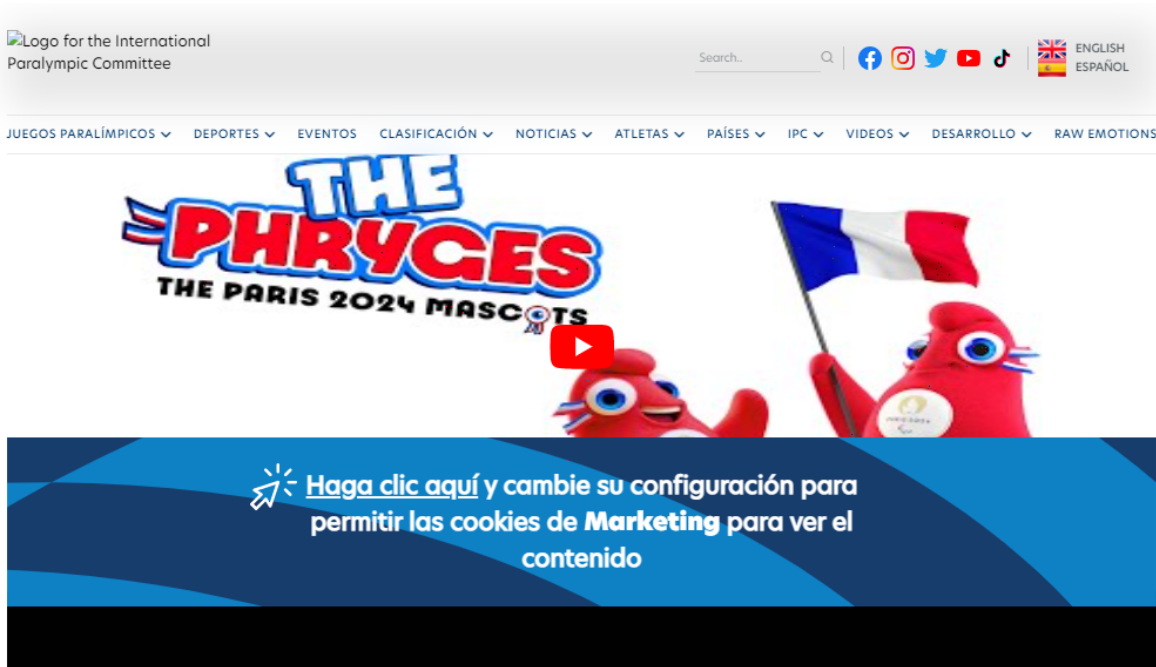 Logo for the International
Paralympic Committee
Search..
ENGLISH
ESPAÑOL
JUEGOS PARALÍMPICOS
DEPORTES
EVENTOS
CLASIFICACIÓN
NOTICIAS
ATLETAS
PAÍSES
IPC
VIDEOS
DESARROLLO
RAW EMOTIONS
THE
PHRYGES
THE PARIS 2024 MASCOTS
Haga clic aquí y cambie su configuración para
permitir las cookies de Marketing para ver el
contenido